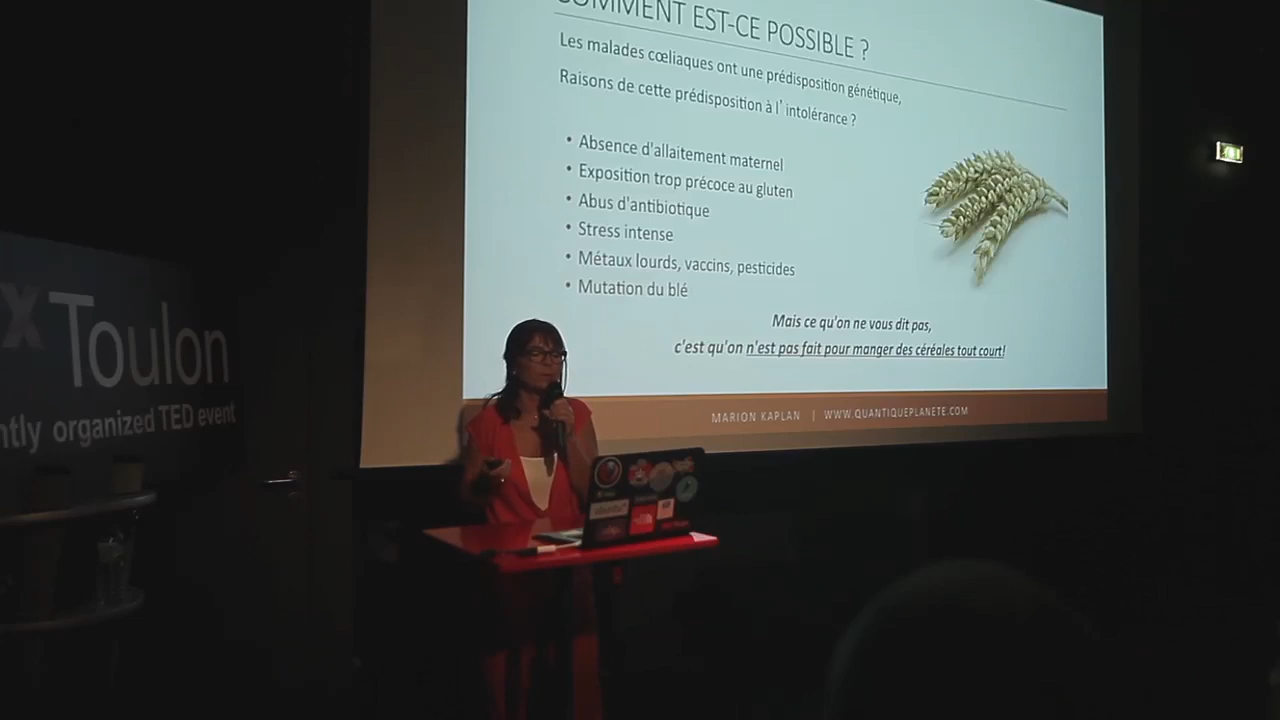 COMMENT EST-CE POSSIBLE ?
Les malades cœliaques ont une prédisposition génétique,
Raisons de cette prédisposition à l' intolérance ?
• Absence d'allaitement maternel
• Exposition trop précoce au gluten
• Abus d'antibiotique
• Stress intense
• Métaux lourds, vaccins, pesticides
• Mutation du blé
Mais ce qu'on ne vous dit pas,
c'est qu'on n'est pas fait pour manger des céréales tout court!
MARION KAPLAN | WWW.QUANTIQUEPLANETE.COM
x Toulon
ntly organized TED event